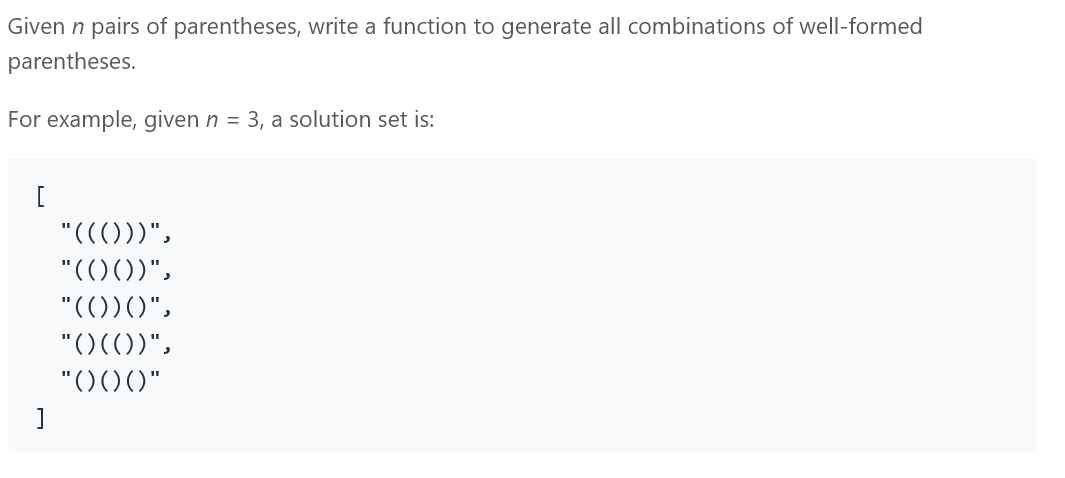 Given n pairs of parentheses, write a function to generate all combinations of well-formed
parentheses.
For example, given n = 3, a solution set is:
[
  "((()))",
  "(()())",
  "(())()",
  "()(())",
  "()()()"
]